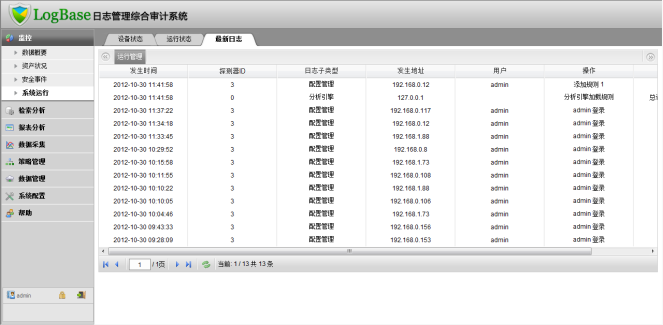 LogBase 日志管理综合审计系统
监控
数据概要
资产状况
安全事件
系统运行
检索分析
报表分析
数据采集
策略管理
数据管理
系统配置
帮助
admin
设备状态 运行状态 最新日志
运行管理
发生时间 探测器ID 日志子类型 发生地址 用户 操作
2012-10-30 11:41:58 3 配置管理 192.168.0.12 admin 添加规则 1
2012-10-30 11:41:58 0 分析引擎 127.0.0.1 分析引擎加载规则
2012-10-30 11:37:22 3 配置管理 192.168.0.117 admin admin 登录
2012-10-30 11:34:18 3 配置管理 192.168.0.12 admin admin 登录
2012-10-30 11:33:45 3 配置管理 192.168.1.88 admin admin 登录
2012-10-30 10:29:52 3 配置管理 192.168.0.8 admin admin 登录
2012-10-30 10:15:58 3 配置管理 192.168.1.73 admin admin 登录
2012-10-30 10:11:55 3 配置管理 192.168.0.108 admin admin 登录
2012-10-30 10:10:22 3 配置管理 192.168.1.88 admin admin 登录
2012-10-30 10:10:05 3 配置管理 192.168.0.106 admin admin 登录
2012-10-30 10:04:46 3 配置管理 192.168.1.73 admin admin 登录
2012-10-30 09:43:33 3 配置管理 192.168.0.156 admin admin 登录
2012-10-30 09:28:09 3 配置管理 192.168.0.153 admin admin 登录
1 / 1页 当前: 1 / 13 共 13 条